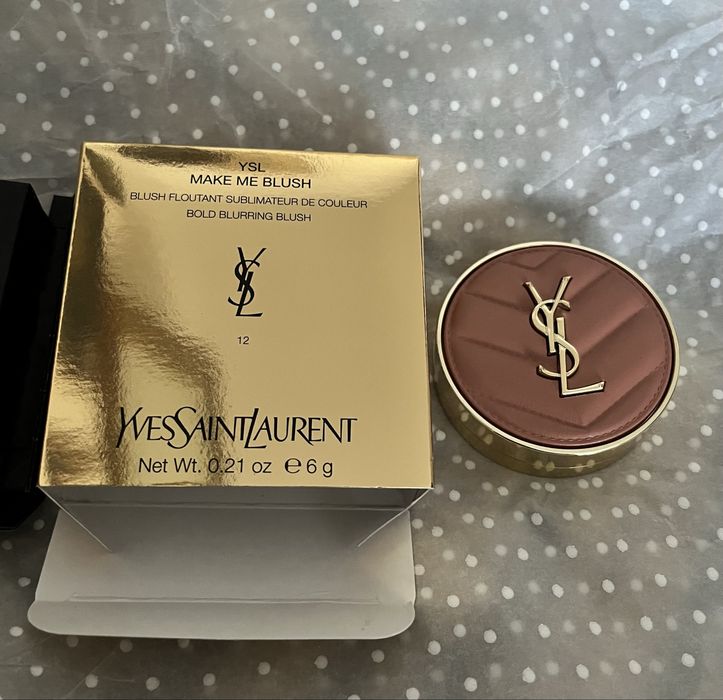 YSL
MAKE ME BLUSH
BLUSH FLOUTANT SUBLIMATEUR DE COULEUR
BOLD BLURRING BLUSH
YSL
12
YVESSAINTLAURENT
Net Wt. 0.21 oz ℮ 6 g
YSL